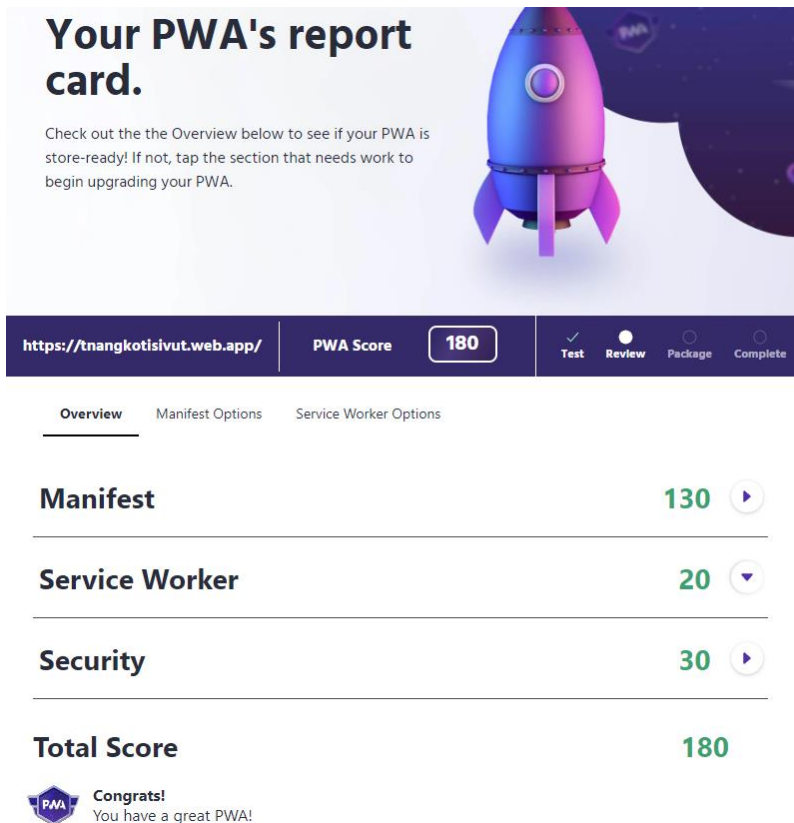 Your PWA's report
card.
Check out the the Overview below to see if your PWA is
store-ready! If not, tap the section that needs work to
begin upgrading your PWA.
https://tnangkotisivut.web.app/ PWA Score 180 Test Review Package Complete
Overview Manifest Options Service Worker Options
Manifest 130
Service Worker 20
Security 30
Total Score 180
PWA Congrats!
You have a great PWA!